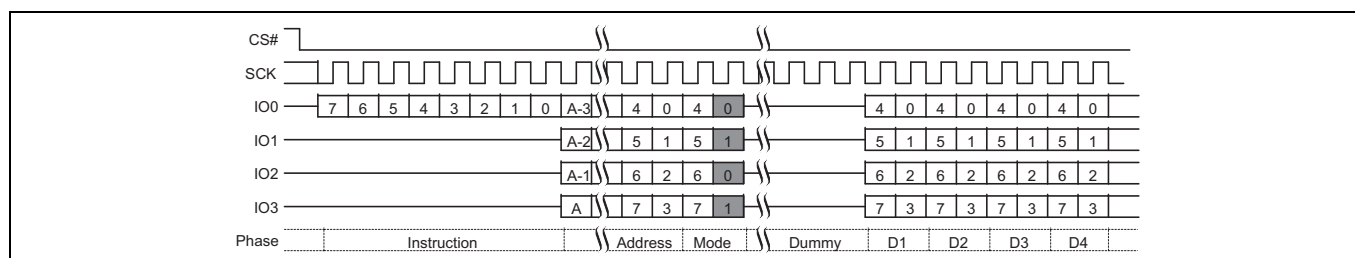 CS#
SCK
IO0 7 6 5 4 3 2 1 0 A-3 4 0 4 0 4 0 4 0 4 0 4 0
IO1 A-2 5 1 5 1 5 1 5 1 5 1 5 1
IO2 A-1 6 2 6 0 6 2 6 2 6 2 6 2
IO3 A 7 3 7 1 7 3 7 3 7 3 7 3
Phase Instruction Address Mode Dummy D1 D2 D3 D4